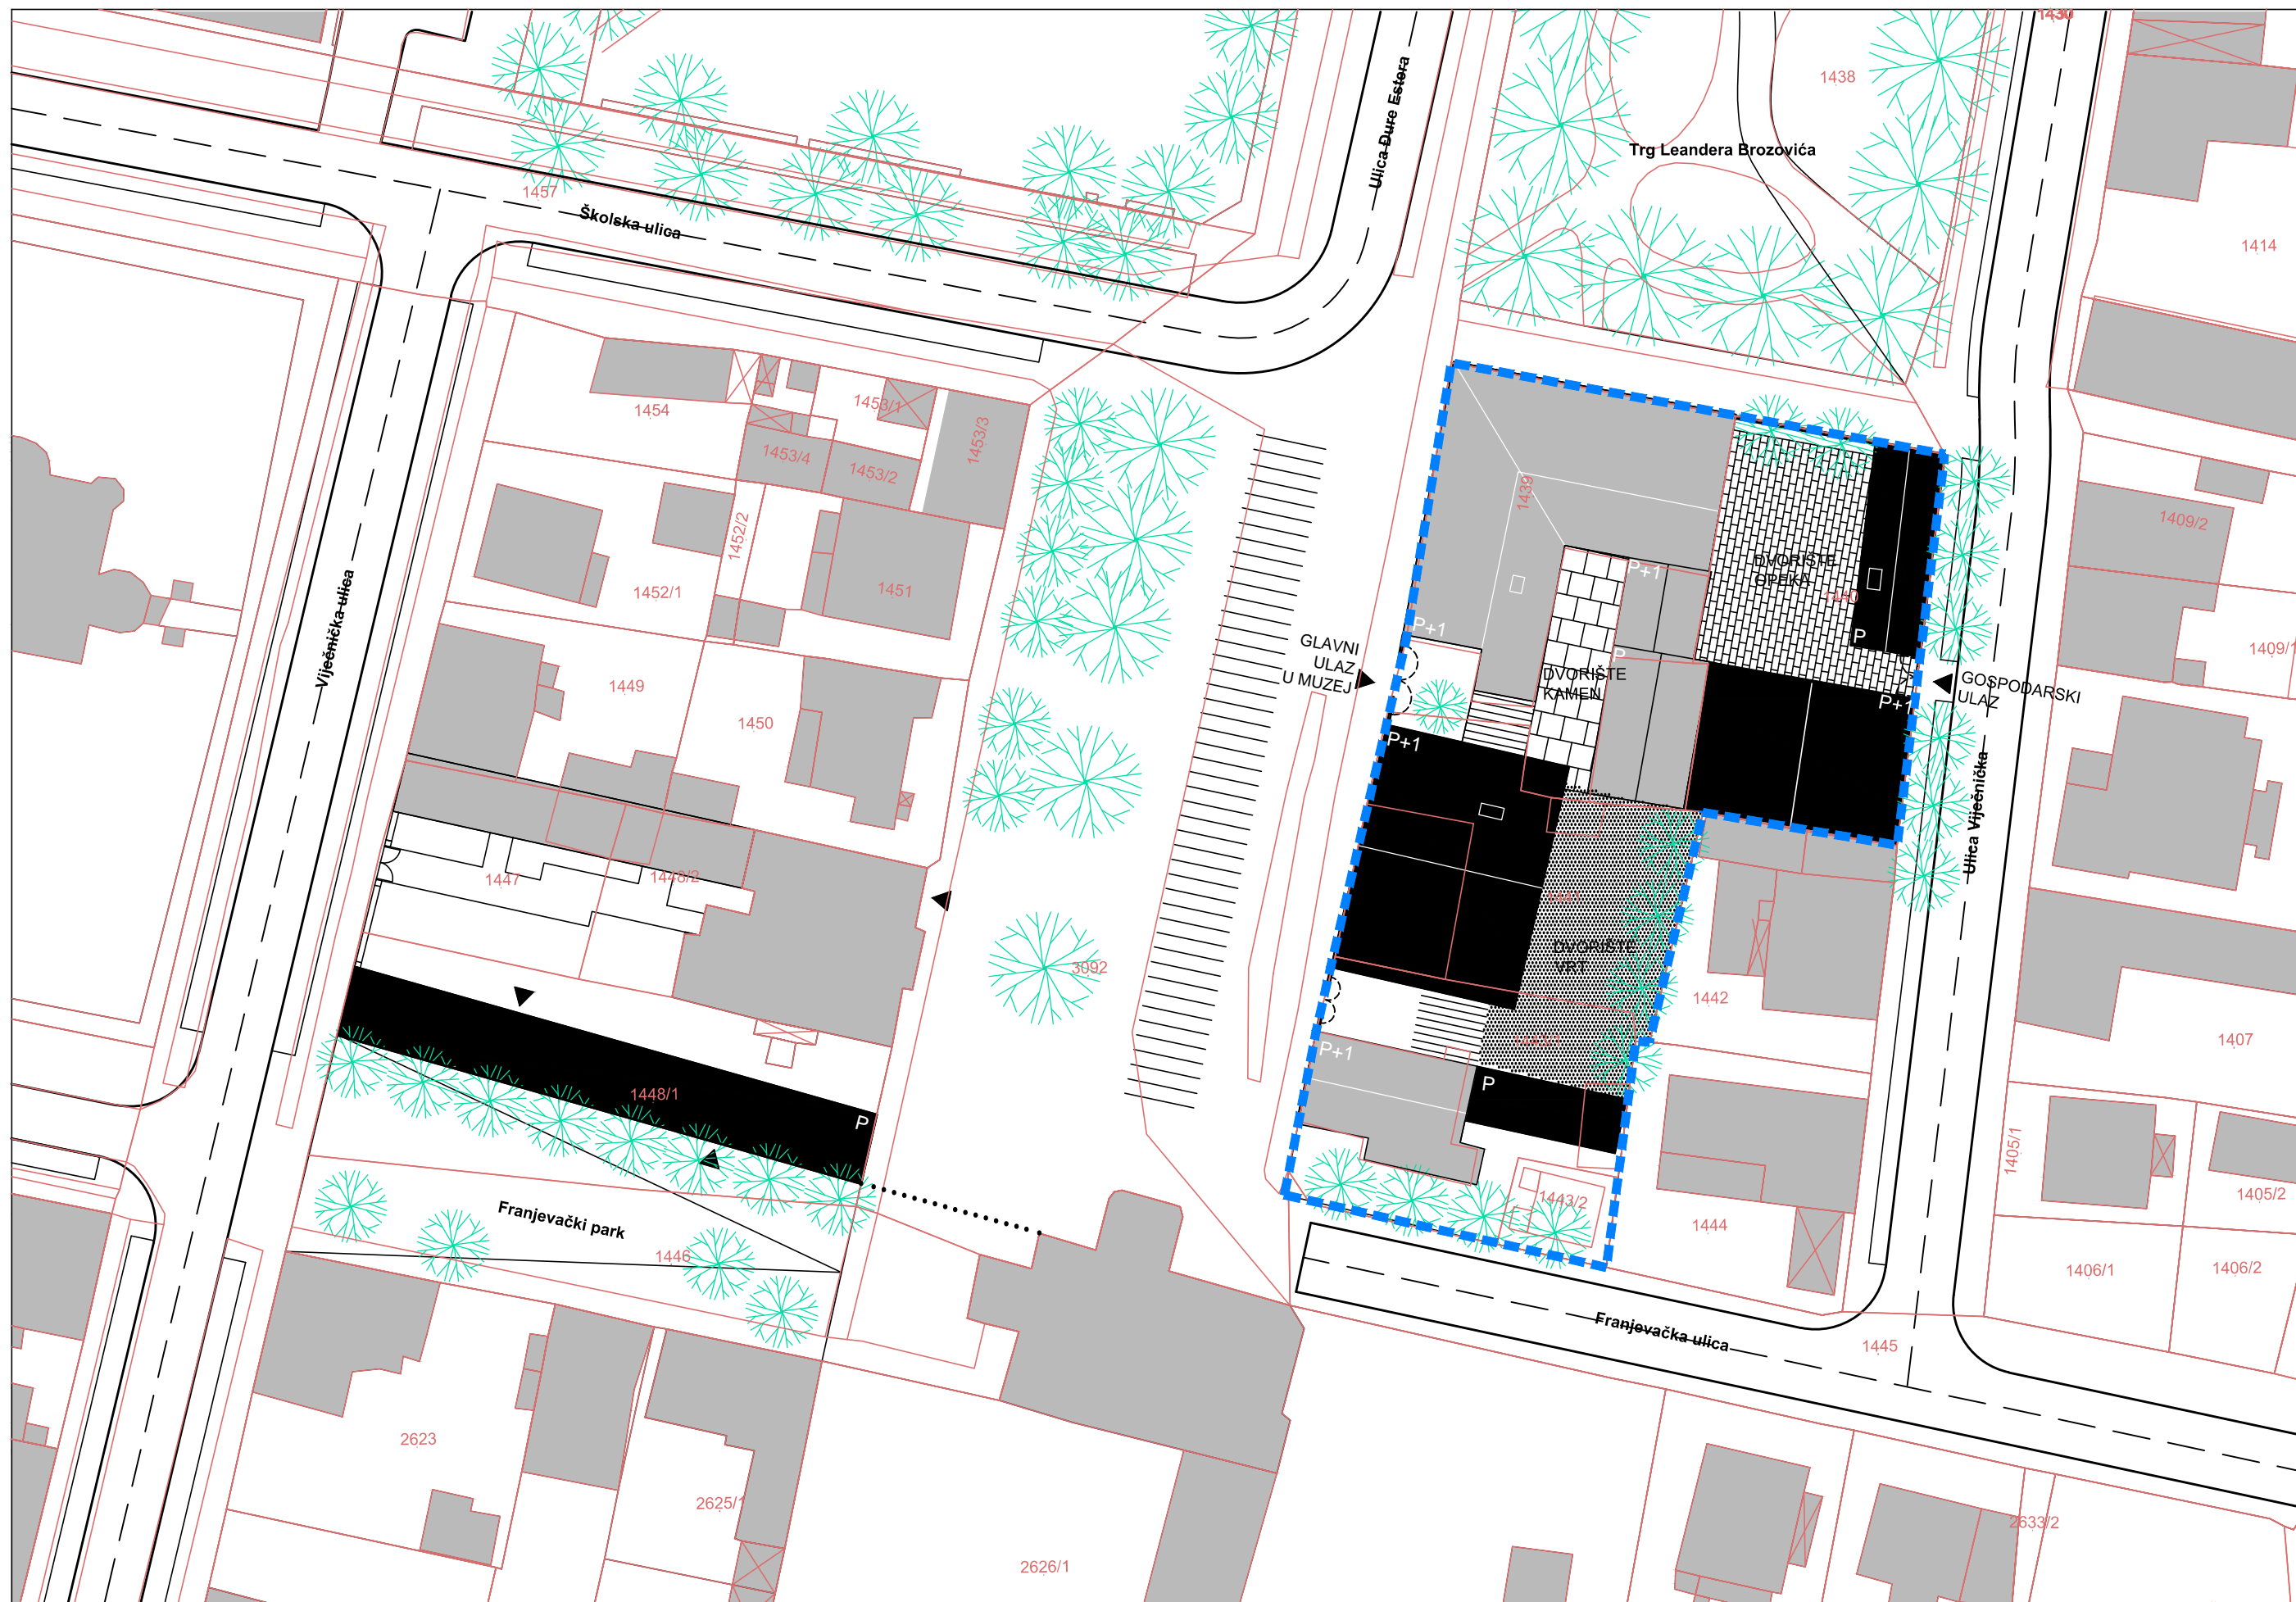 1430
1438
Ulica Đure Estera
Trg Leandera Brozovića
1457
Školska ulica
1414
1454
1453/1
1453/3
1453/4
1453/2
1439
1409/2
1452/2
DVORIŠTE
OPEKA
P+1
1452/1
1451
1440
Vijećnička ulica
P+1
P
P
1409/1
GLAVNI
ULAZ
U MUZEJ
DVORIŠTE
KAMEN
GOSPODARSKI
ULAZ
1449
P+1
1450
P+1
Ulica Vijećnička
1447
1448/2
DVORIŠTE
VRT
3092
1442
1407
P+1
1448/1
P
P
1405/1
1443/2
1405/2
Franjevački park
1444
1446
1406/1
1406/2
Franjevačka ulica
1445
2623
2625/1
2633/2
2626/1